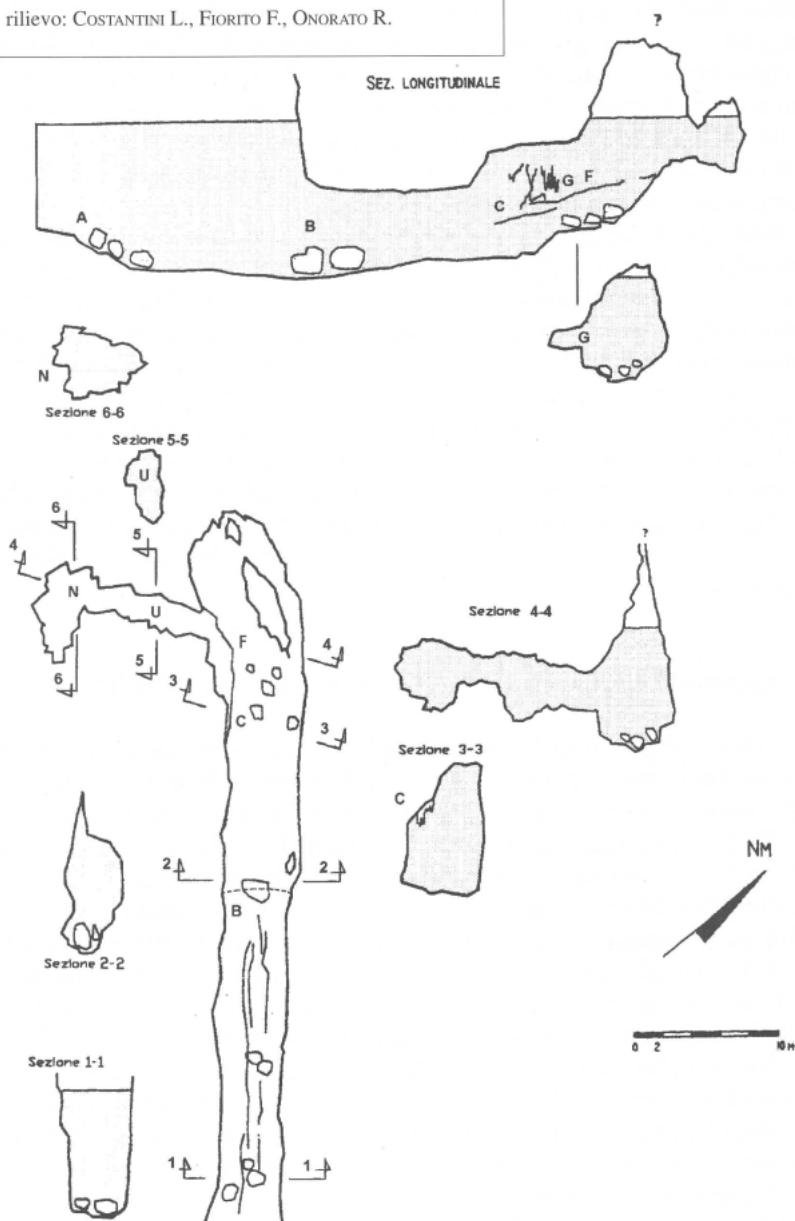 rilievo: COSTANTINI L., FIORITO F., ONORATO R.
?
SEZ. LONGITUDINALE
A
B
C
G
F
G
N
Sezione 6-6
Sezione 5-5
U
6
5
4
N
U
6
5
3
F
C
4
3
?
Sezione 4-4
Sezione 3-3
C
2
2
B
Sezione 2-2
NM
0 2 10 M
Sezione 1-1
1
1